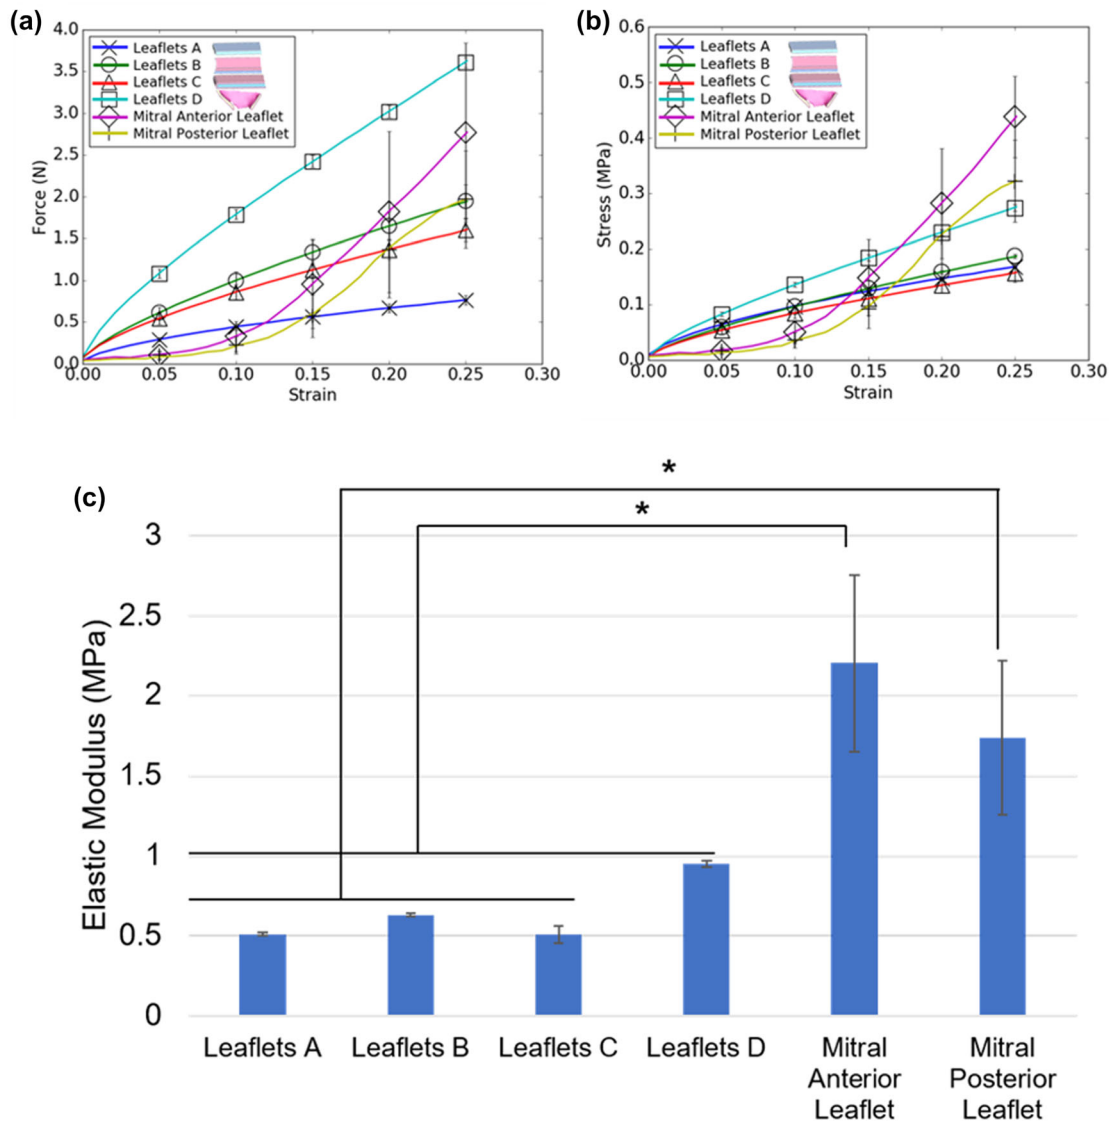 (a)
4.0
3.5
3.0
2.5
2.0
1.5
1.0
0.5
0.0
Force (N)
Leaflets A
Leaflets B
Leaflets C
Leaflets D
Mitral Anterior Leaflet
Mitral Posterior Leaflet
0.00 0.05 0.10 0.15 0.20 0.25 0.30
Strain
(b)
0.6
0.5
0.4
0.3
0.2
0.1
0.0
Stress (MPa)
Leaflets A
Leaflets B
Leaflets C
Leaflets D
Mitral Anterior Leaflet
Mitral Posterior Leaflet
0.00 0.05 0.10 0.15 0.20 0.25 0.30
Strain
(c)
*
*
3
2.5
2
1.5
1
0.5
0
Elastic Modulus (MPa)
Leaflets A Leaflets B Leaflets C Leaflets D
Mitral
Anterior
Leaflet
Mitral
Posterior
Leaflet